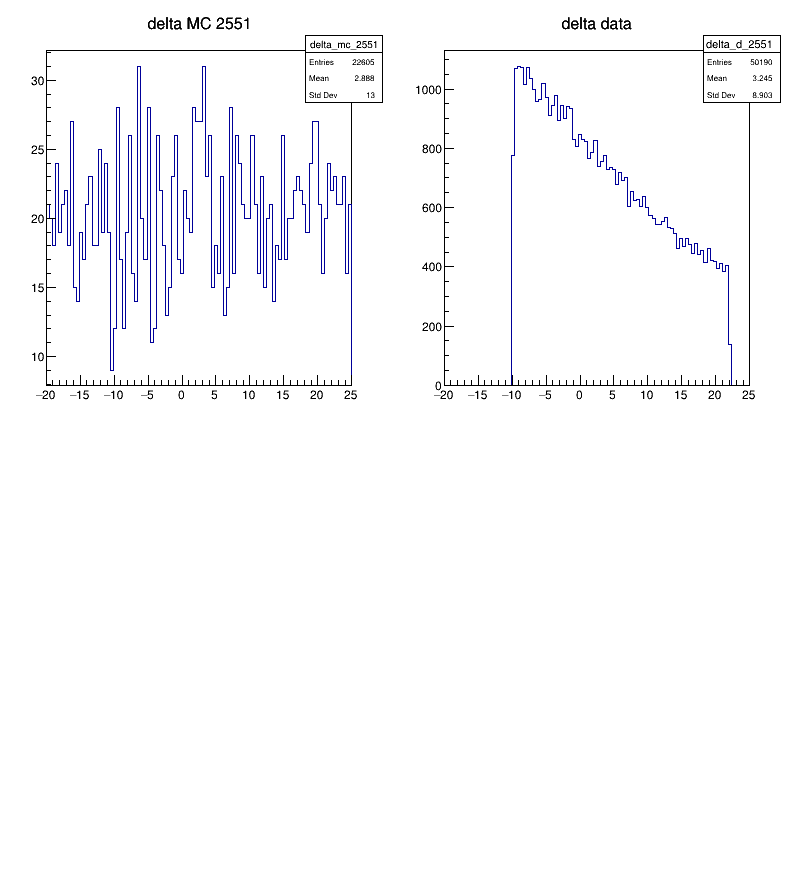 delta MC 2551
delta_mc_2551
Entries 22605
Mean 2.888
Std Dev 13
30
25
20
15
10
−20 −15 −10 −5 0 5 10 15 20 25
delta data
delta_d_2551
Entries 50190
Mean 3.245
Std Dev 8.903
1000
800
600
400
200
0
−20 −15 −10 −5 0 5 10 15 20 25